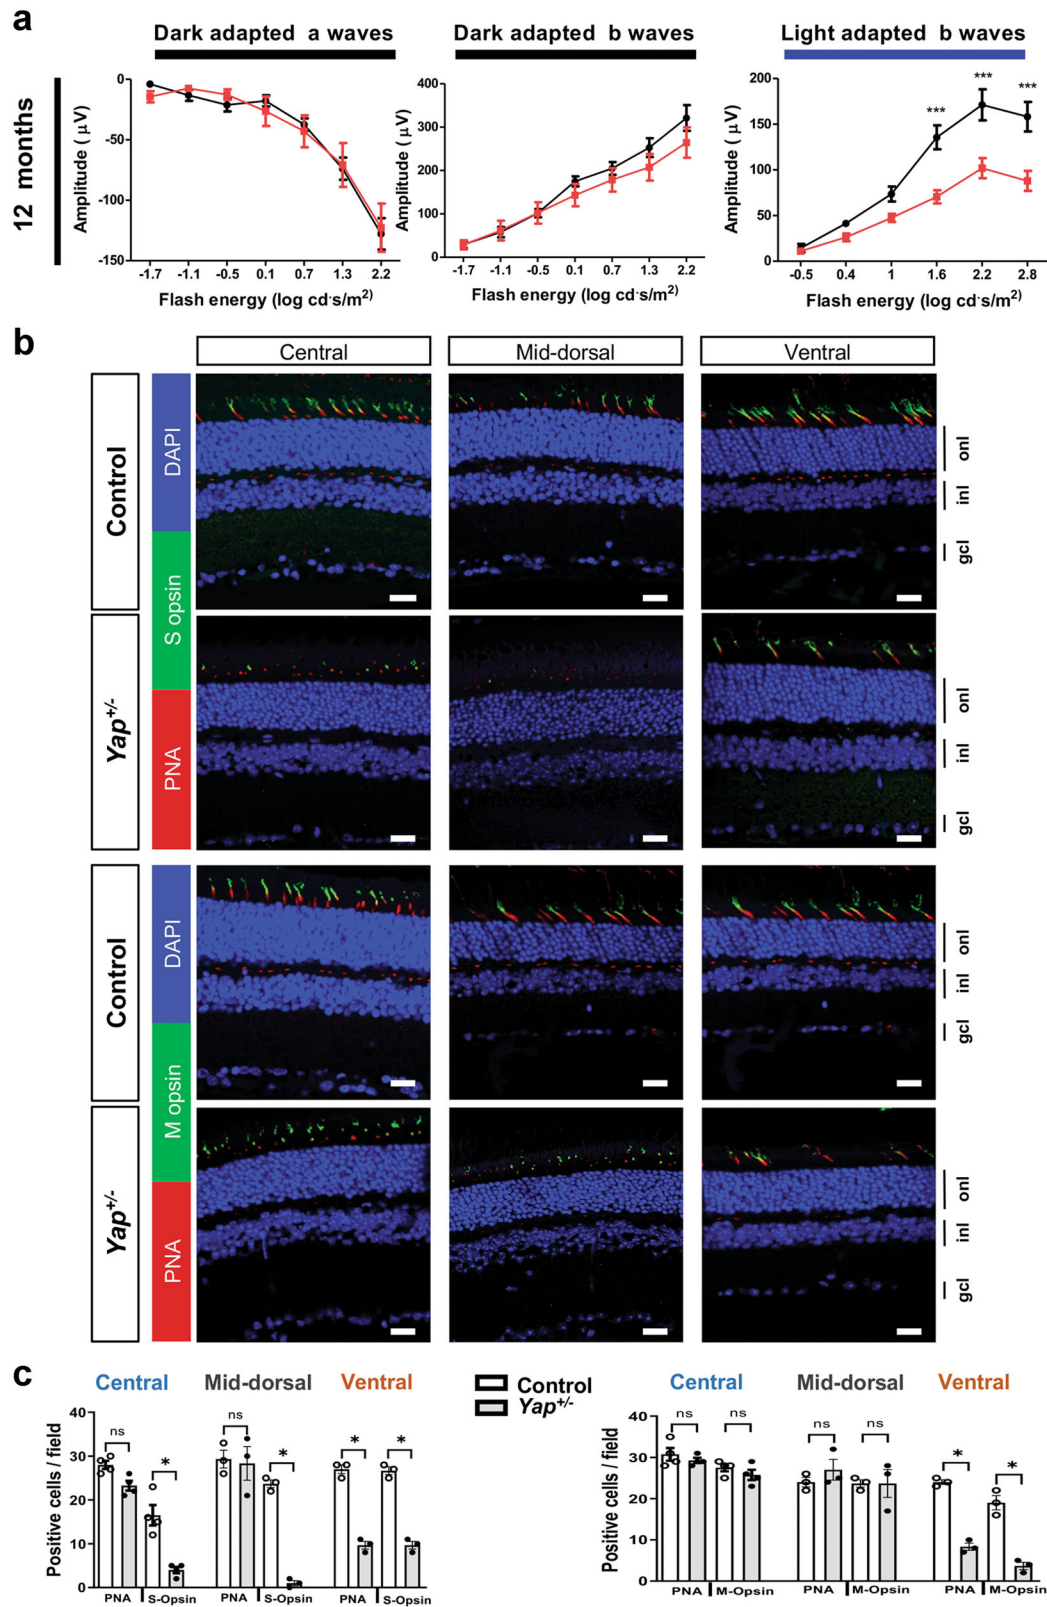 a
Dark adapted a waves
Dark adapted b waves
Light adapted b waves
12 months
Amplitude ( μV)
0
-50
-100
-150
-1.7 -1.1 -0.5 0.1 0.7 1.3 2.2
Flash energy (log cd·s/m²)
Amplitude ( μV)
400
300
200
100
0
-1.7 -1.1 -0.5 0.1 0.7 1.3 2.2
Flash energy (log cd·s/m²)
Amplitude ( μV)
200
150
100
50
0
*** *** ***
-0.5 0.4 1 1.6 2.2 2.8
Flash energy (log cd·s/m²)
b
Central
Mid-dorsal
Ventral
Control
Yap+/-
DAPI
S opsin
PNA
onl
inl
gcl
onl
inl
gcl
Control
Yap+/-
DAPI
M opsin
PNA
onl
inl
gcl
onl
inl
gcl
c
Central Mid-dorsal Ventral
Positive cells / field
40
30
20
10
0
ns * ns * * *
PNA S-Opsin PNA S-Opsin PNA S-Opsin
Control
Yap+/-
Central Mid-dorsal Ventral
Positive cells / field
40
30
20
10
0
ns ns ns ns * *
PNA M-Opsin PNA M-Opsin PNA M-Opsin